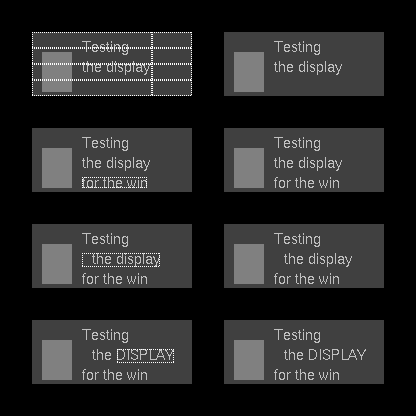 Testing
the display
Testing
the display
Testing
the display
for the win
Testing
the display
for the win
Testing
the display
for the win
Testing
the display
for the win
Testing
the DISPLAY
for the win
Testing
the DISPLAY
for the win